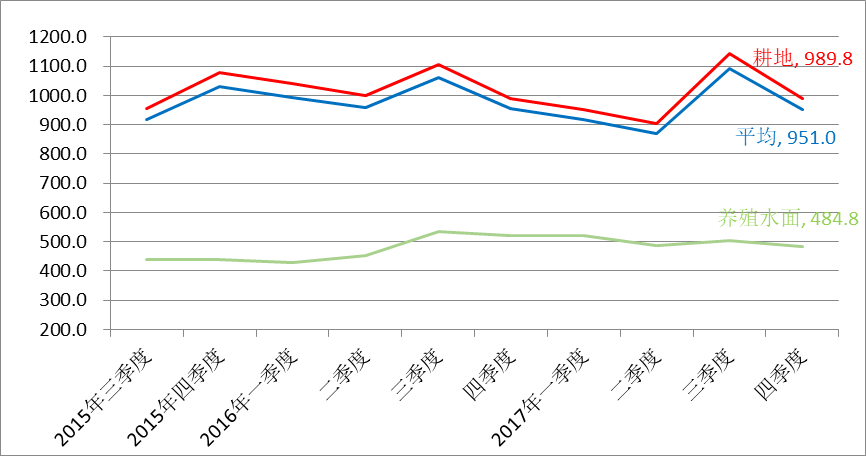 1200.0
1100.0
1000.0
900.0
800.0
700.0
600.0
500.0
400.0
300.0
200.0
耕地, 989.8
平均, 951.0
养殖水面, 484.8
2015年三季度
2015年四季度
2016年一季度
二季度
三季度
四季度
2017年一季度
二季度
三季度
四季度